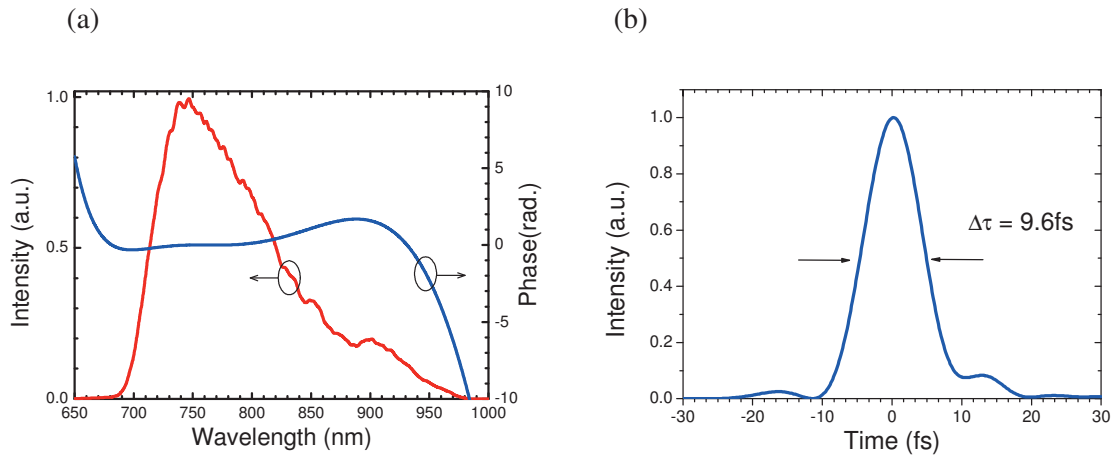 (a)
(b)
Intensity (a.u.)
1.0
0.5
0.0
650 700 750 800 850 900 950 1000
Wavelength (nm)
10
5
0
-5
-10
Phase(rad.)
Intensity (a.u.)
1.0
0.8
0.6
0.4
0.2
0.0
-30 -20 -10 0 10 20 30
Time (fs)
Δτ = 9.6fs